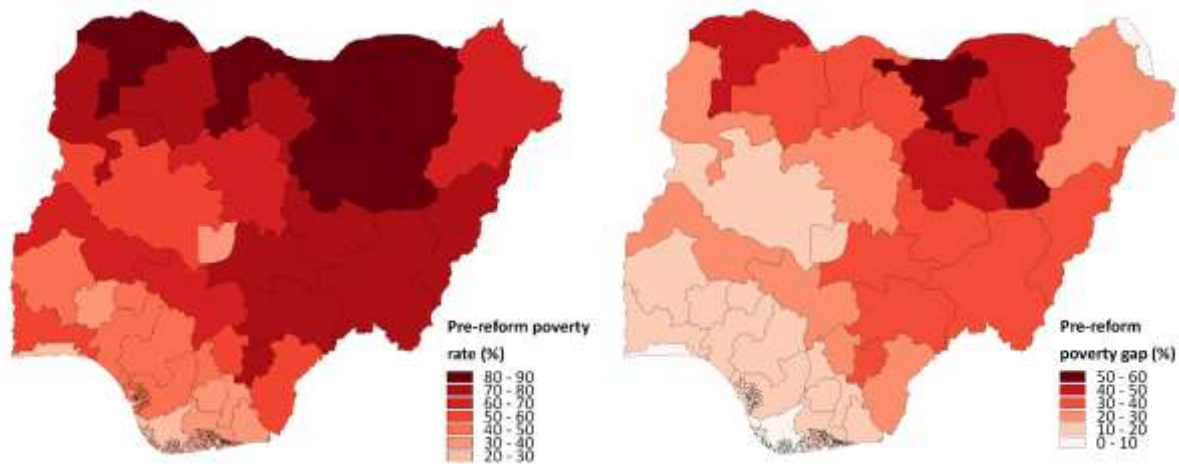 Pre-reform poverty
rate (%)
80 - 90
70 - 80
60 - 70
50 - 60
40 - 50
30 - 40
20 - 30
Pre-reform
poverty gap (%)
50 - 60
40 - 50
30 - 40
20 - 30
10 - 20
0 - 10